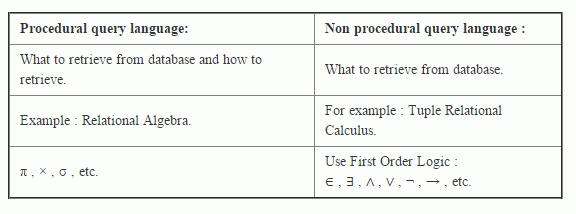 Procedural query language:
Non procedural query language :
What to retrieve from database and how to
retrieve.
What to retrieve from database.
Example : Relational Algebra.
For example : Tuple Relational
Calculus.
π , × , σ , etc.
Use First Order Logic :
∈ , ∃ , ∧ , ∨ , ¬ , → , etc.